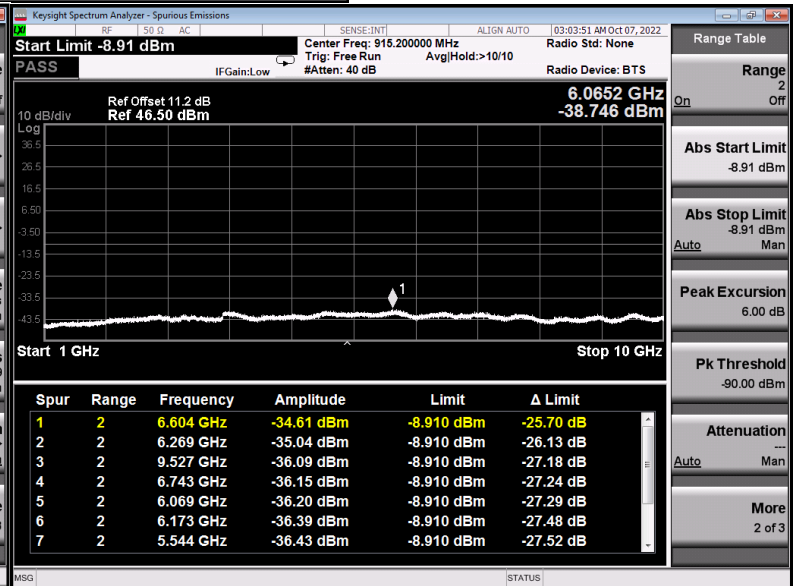 Keysight Spectrum Analyzer - Spurious Emissions
LXI RF 50 Ω AC SENSE:INT ALIGN AUTO 03:03:51 AM Oct 07, 2022
Start Limit -8.91 dBm
Center Freq: 915.200000 MHz
Radio Std: None
Trig: Free Run Avg|Hold:>10/10
PASS
IFGain:Low
#Atten: 40 dB
Radio Device: BTS
6.0652 GHz
-38.746 dBm
Ref Offset 11.2 dB
10 dB/div Ref 46.50 dBm
Log
36.5
26.5
16.5
6.50
-3.50
-13.5
-23.5
-33.5
-43.5
1
Start 1 GHz Stop 10 GHz
Spur Range Frequency Amplitude Limit Δ Limit
1 2 6.604 GHz -34.61 dBm -8.910 dBm -25.70 dB
2 2 6.269 GHz -35.04 dBm -8.910 dBm -26.13 dB
3 2 9.527 GHz -36.09 dBm -8.910 dBm -27.18 dB
4 2 6.743 GHz -36.15 dBm -8.910 dBm -27.24 dB
5 2 6.069 GHz -36.20 dBm -8.910 dBm -27.29 dB
6 2 6.173 GHz -36.39 dBm -8.910 dBm -27.48 dB
7 2 5.544 GHz -36.43 dBm -8.910 dBm -27.52 dB
MSG STATUS
Range Table
Range
2
On Off
Abs Start Limit
-8.91 dBm
Abs Stop Limit
-8.91 dBm
Auto Man
Peak Excursion
6.00 dB
Pk Threshold
-90.00 dBm
Attenuation
---
Auto Man
More
2 of 3